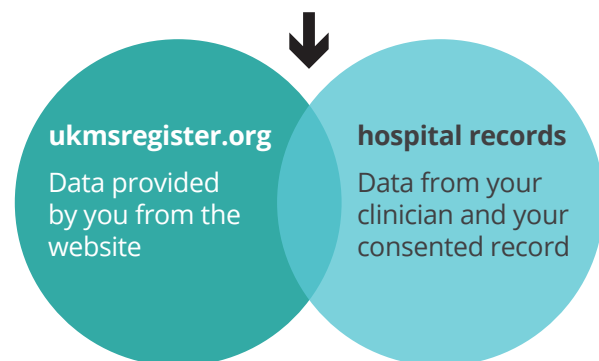 ukmsregister.org
Data provided
by you from the
website
hospital records
Data from your
clinician and your
consented record